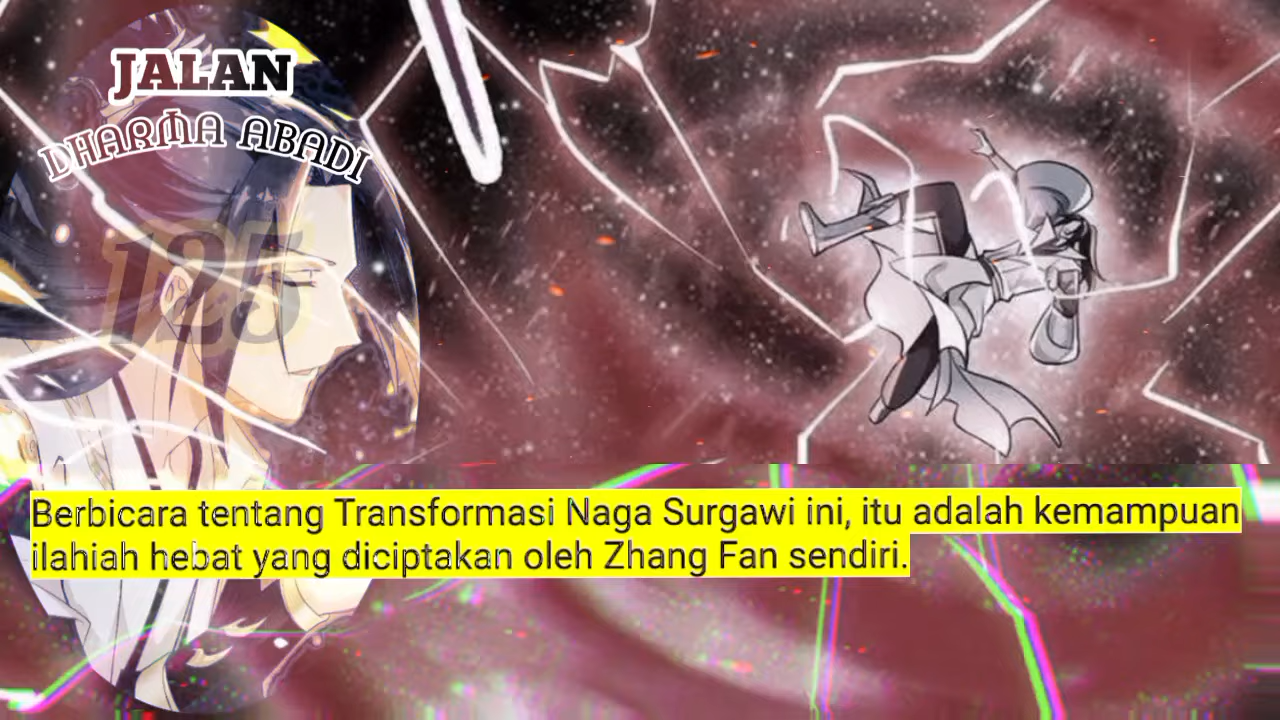 JALAN
DHARMA ABADI
125
Berbicara tentang Transformasi Naga Surgawi ini, itu adalah kemampuan
ilahiah hebat yang diciptakan oleh Zhang Fan sendiri.